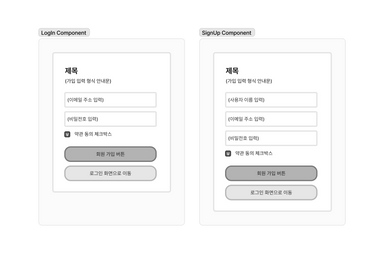 LogIn Component
제목
(가입 입력 형식 안내문)
(이메일 주소 입력)
(비밀번호 입력)
약관 동의 체크박스
회원 가입 버튼
로그인 화면으로 이동
SignUp Component
제목
(가입 입력 형식 안내문)
(사용자 이름 입력)
(이메일 주소 입력)
(비밀번호 입력)
약관 동의 체크박스
회원 가입 버튼
로그인 화면으로 이동